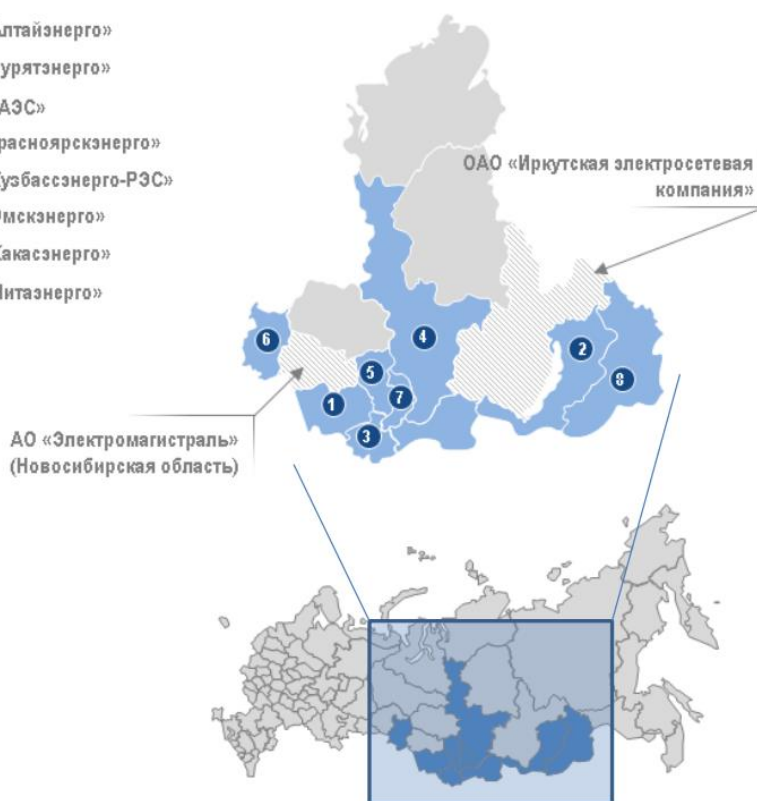 лтайэнерго»
урятэнерго»
АЭС»
расноярскэнерго»
узбассэнерго-РЭС»
мскэнерго»
акасэнерго»
итаэнерго»
ОАО «Иркутская электросетевая
компания»
6
4
2
5
8
7
1
3
АО «Электромагистраль»
(Новосибирская область)